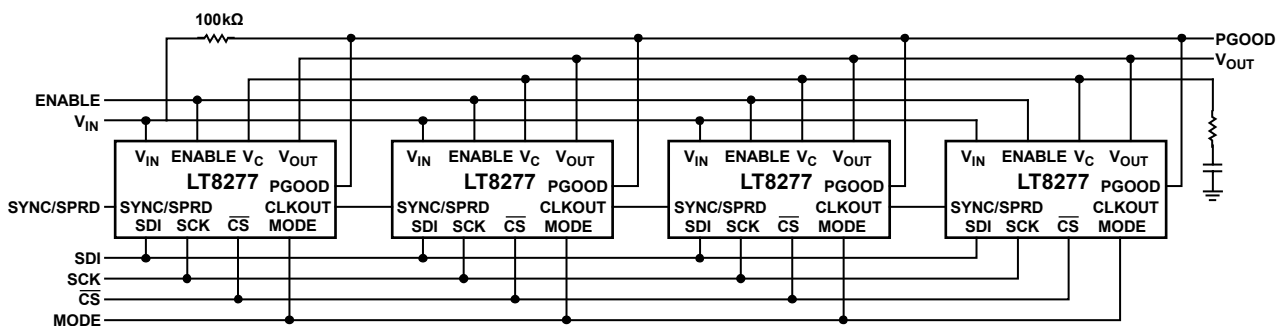 100kΩ
PGOOD
VOUT
ENABLE
VIN
VIN ENABLE VC VOUT
LT8277
PGOOD
SYNC/SPRD CLKOUT
SDI SCK CS MODE
VIN ENABLE VC VOUT
LT8277
PGOOD
SYNC/SPRD CLKOUT
SDI SCK CS MODE
VIN ENABLE VC VOUT
LT8277
PGOOD
SYNC/SPRD CLKOUT
SDI SCK CS MODE
VIN ENABLE VC VOUT
LT8277
PGOOD
SYNC/SPRD CLKOUT
SDI SCK CS MODE
SYNC/SPRD
SDI
SCK
CS
MODE